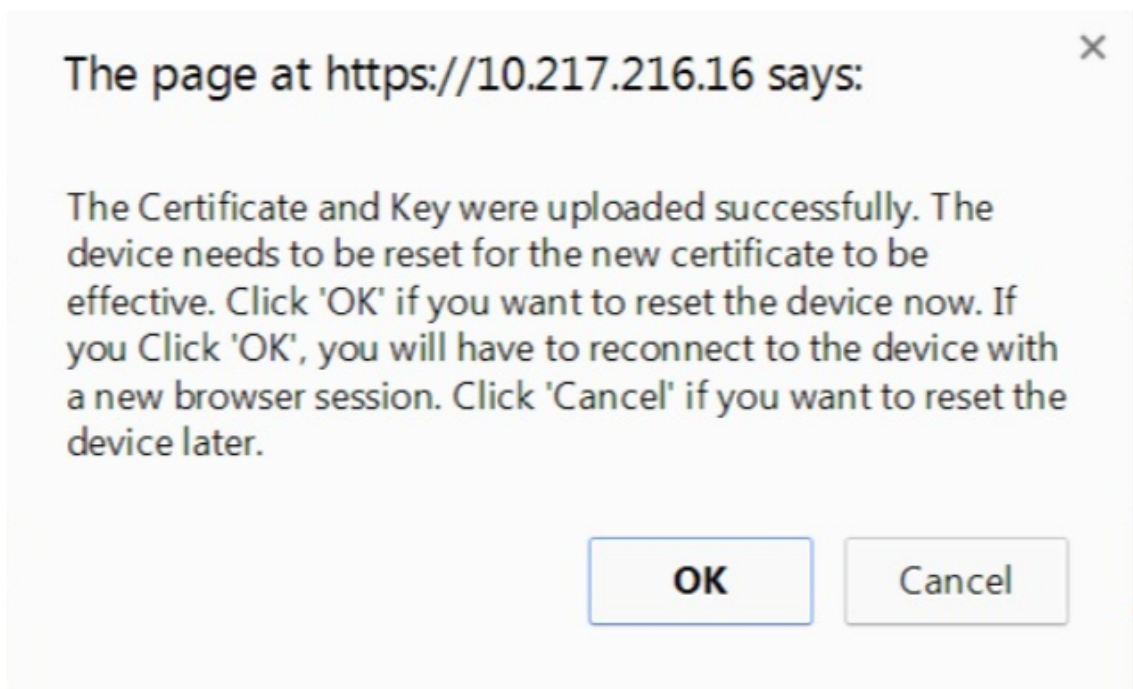 The page at https://10.217.216.16 says:
The Certificate and Key were uploaded successfully. The
device needs to be reset for the new certificate to be
effective. Click 'OK' if you want to reset the device now. If
you Click 'OK', you will have to reconnect to the device with
a new browser session. Click 'Cancel' if you want to reset the
device later.
OK Cancel